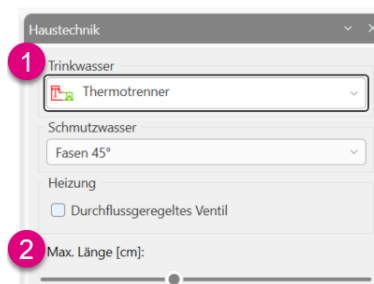 Haustechnik
1
Trinkwasser
Thermotrenner
Schmutzwasser
Fasen 45°
Heizung
Durchflussgeregeltes Ventil
2
Max. Länge [cm]: